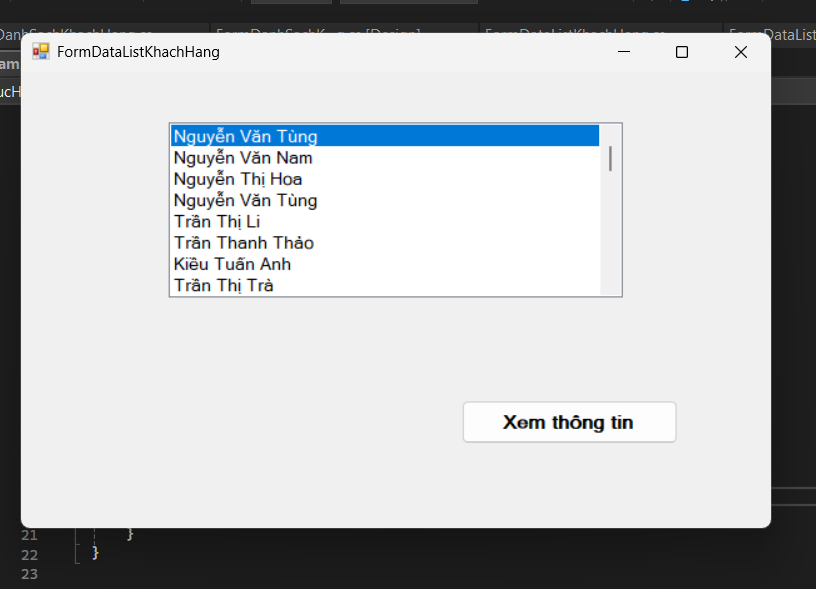 FormDataListKhachHang
Nguyễn Văn Tùng
Nguyễn Văn Nam
Nguyễn Thị Hoa
Nguyễn Văn Tùng
Trần Thị Li
Trần Thanh Thảo
Kiều Tuấn Anh
Trần Thị Trà
Xem thông tin
21 }
22 }
23